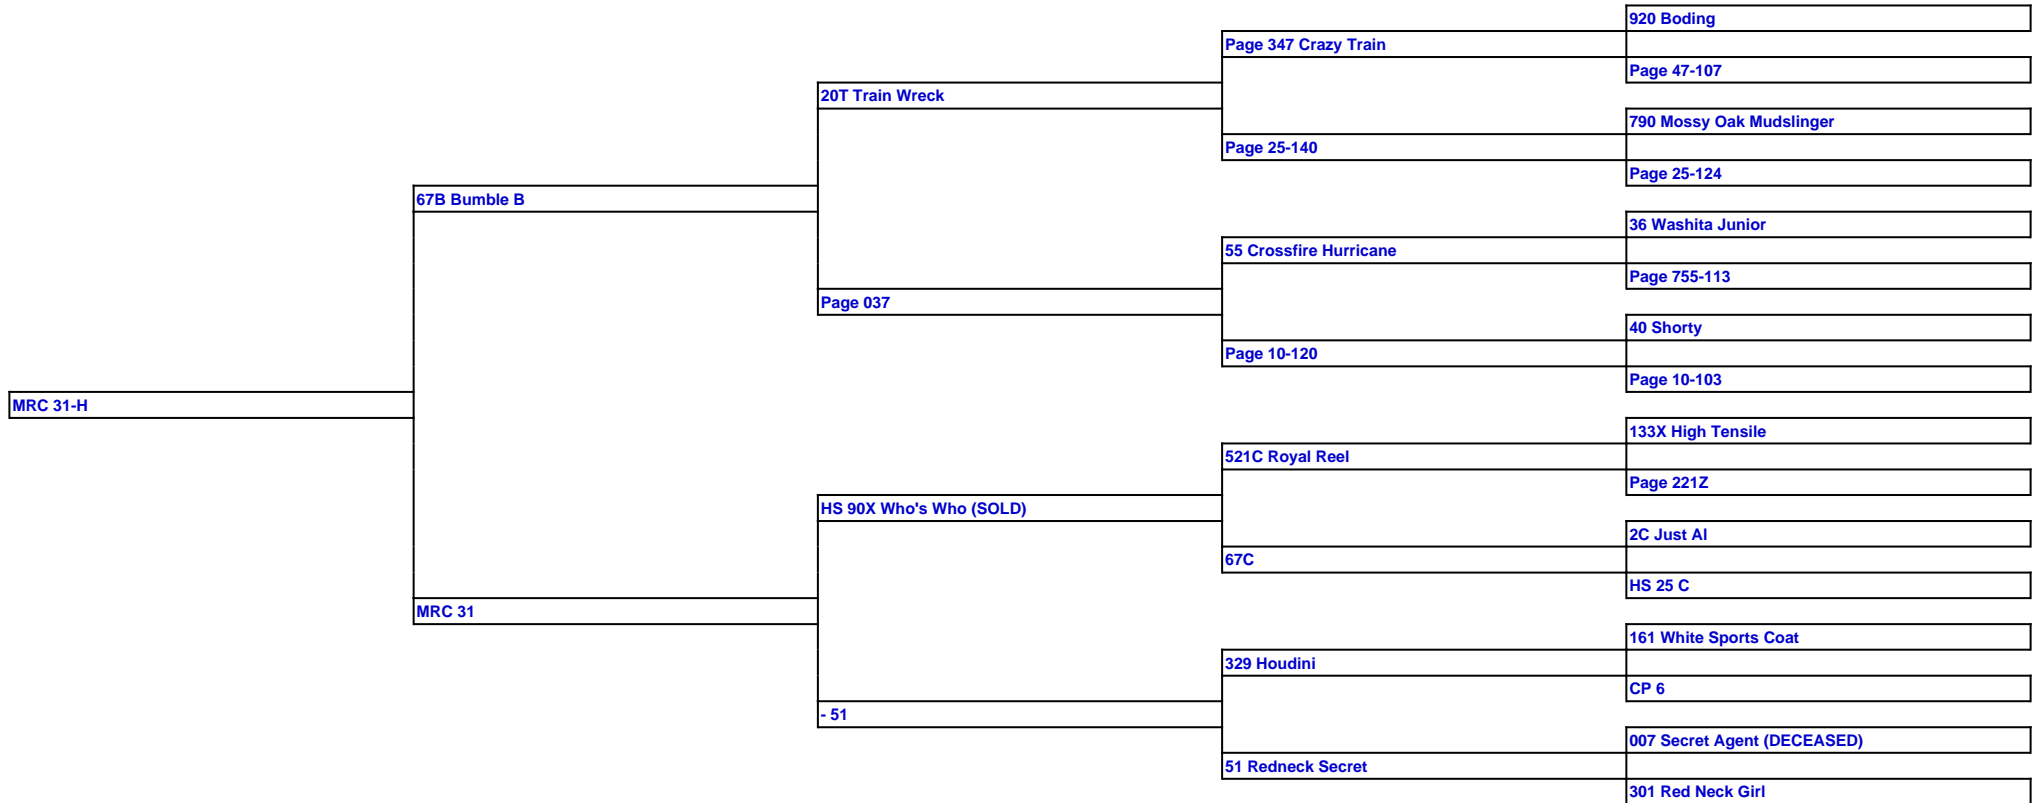 920 Boding
Page 347 Crazy Train
Page 47-107
20T Train Wreck
790 Mossy Oak Mudslinger
Page 25-140
Page 25-124
67B Bumble B
36 Washita Junior
55 Crossfire Hurricane
Page 755-113
Page 037
40 Shorty
Page 10-120
Page 10-103
MRC 31-H
133X High Tensile
521C Royal Reel
Page 221Z
HS 90X Who's Who (SOLD)
2C Just Al
67C
HS 25 C
MRC 31
161 White Sports Coat
329 Houdini
CP 6
- 51
007 Secret Agent (DECEASED)
51 Redneck Secret
301 Red Neck Girl